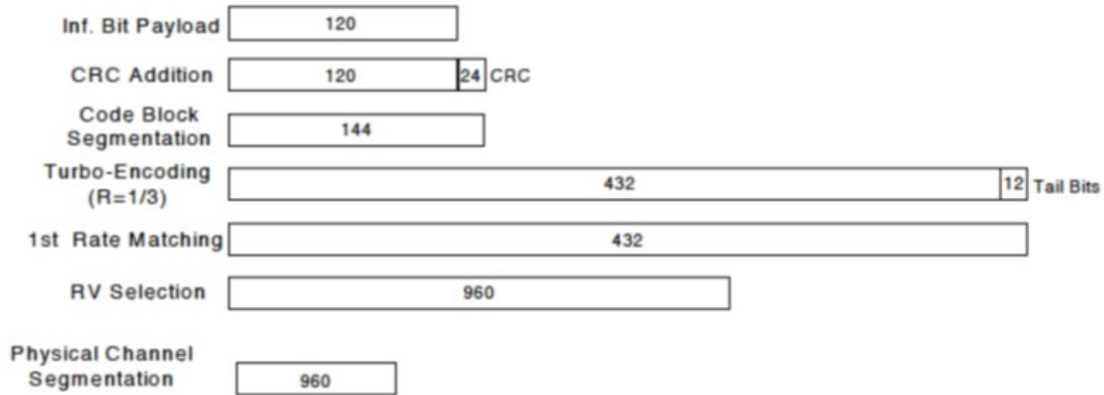 Inf. Bit Payload 120
CRC Addition 120 24 CRC
Code Block
Segmentation 144
Turbo-Encoding
(R=1/3) 432 12 Tail Bits
1st Rate Matching 432
RV Selection 960
Physical Channel
Segmentation 960